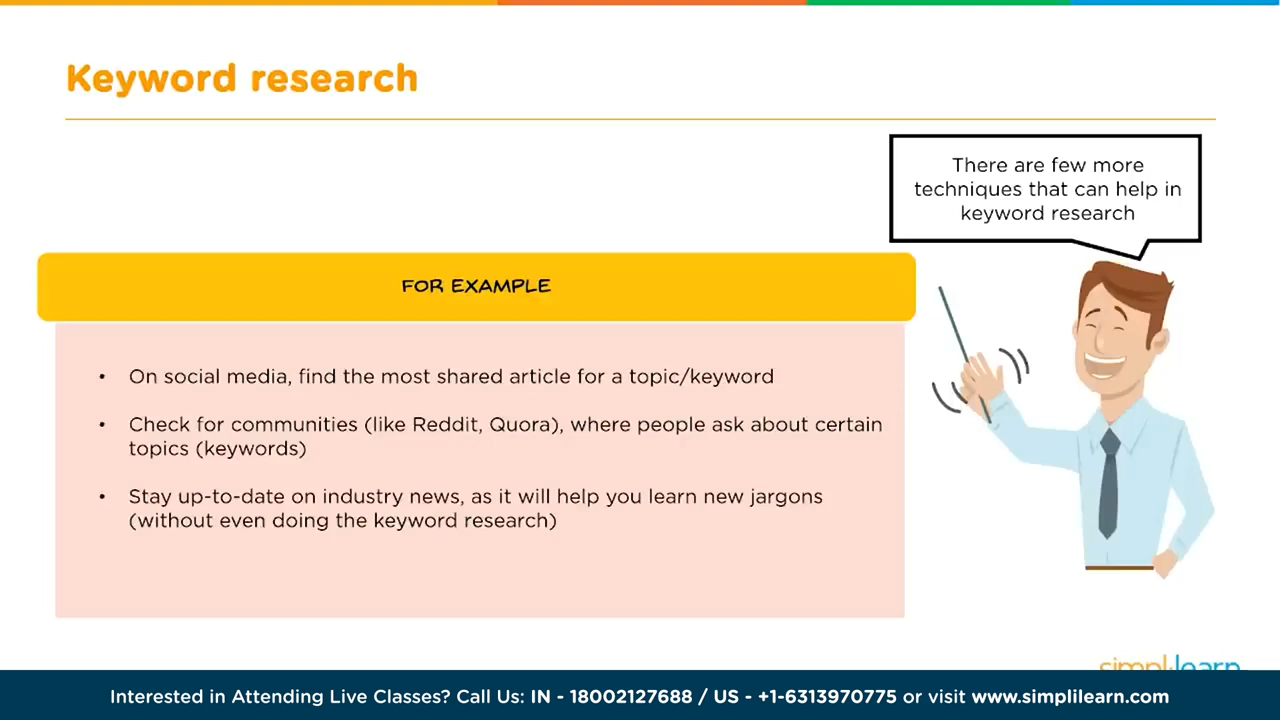 Keyword research
There are few more
techniques that can help in
keyword research
FOR EXAMPLE
• On social media, find the most shared article for a topic/keyword
• Check for communities (like Reddit, Quora), where people ask about certain
topics (keywords)
• Stay up-to-date on industry news, as it will help you learn new jargons
(without even doing the keyword research)
simplilearn
Interested in Attending Live Classes? Call Us: IN - 18002127688 / US - +1-6313970775 or visit www.simplilearn.com